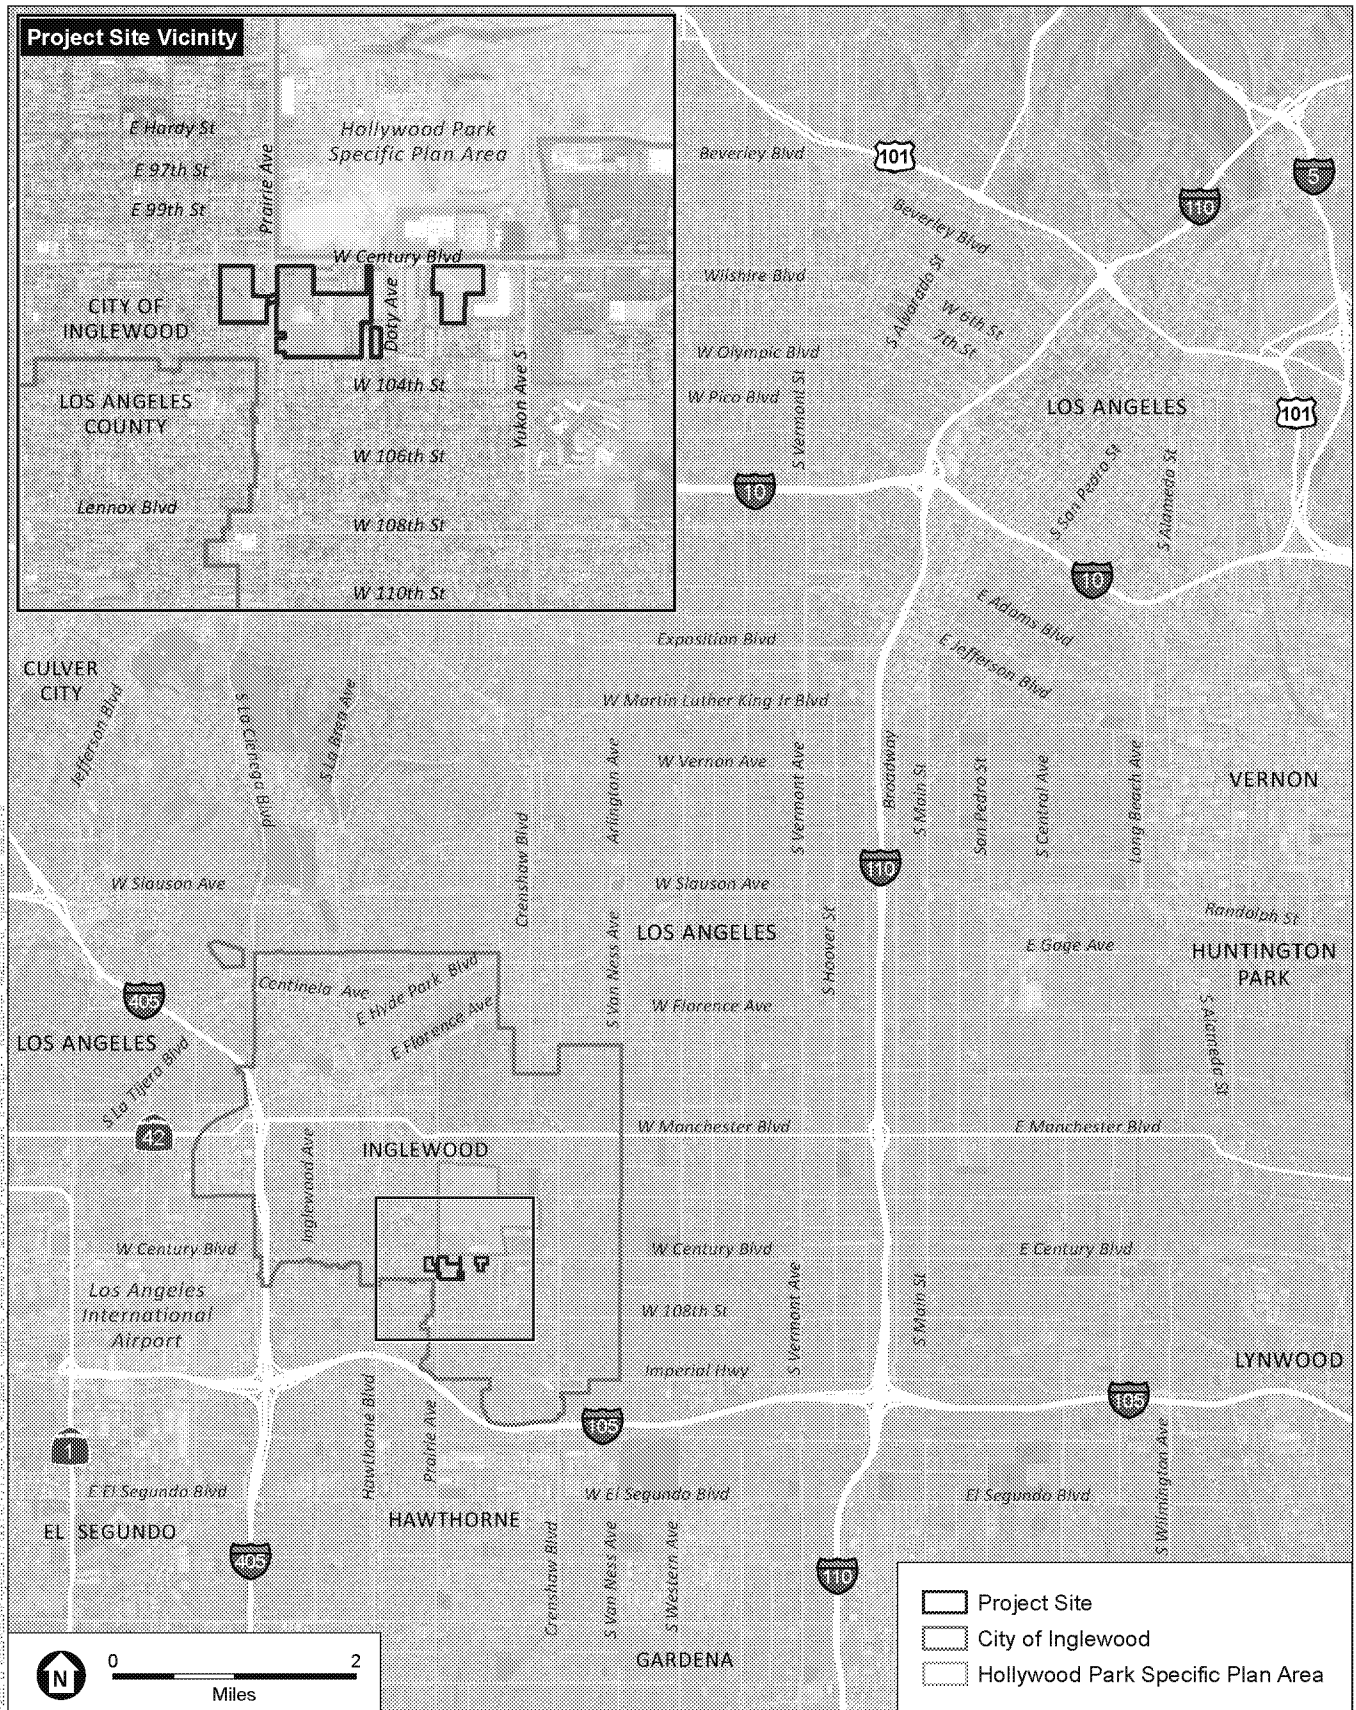 Project Site Vicinity
E Hardy St
E 97th St
E 99th St
Prairie Ave
Hollywood Park
Specific Plan Area
W Century Blvd
CITY OF
INGLEWOOD
Doty Ave
LOS ANGELES
COUNTY
W 104th St
Yukon Ave S
W 106th St
Lennox Blvd
W 108th St
W 110th St
Beverley Blvd
101
5
110
Beverley Blvd
Wilshire Blvd
S Alvarado St
W 6th St
7th St
W Olympic Blvd
W Pico Blvd
S Vermont St
LOS ANGELES
101
10
S San Pedro St
S Alameda St
10
E Adams Blvd
E Jefferson Blvd
Exposition Blvd
CULVER
CITY
Jefferson Blvd
S La Cienega Blvd
S La Brea Ave
W Martin Luther King Jr Blvd
W Vernon Ave
Arlington Ave
S Vermont Ave
Broadway
S Main St
San Pedro St
S Central Ave
Long Beach Ave
VERNON
Crenshaw Blvd
110
W Slauson Ave
W Slauson Ave
Randolph St
LOS ANGELES
S Van Ness Ave
S Hoover St
E Gage Ave
HUNTINGTON
PARK
Centinela Ave
E Hyde Park Blvd
E Florence Ave
W Florence Ave
405
LOS ANGELES
S La Tijera Blvd
S Alameda St
42
W Manchester Blvd
E Manchester Blvd
INGLEWOOD
Inglewood Ave
W Century Blvd
W Century Blvd
E Century Blvd
Los Angeles
International
Airport
W 108th St
S Vermont Ave
S Main St
LYNWOOD
Imperial Hwy
Hawthorne Blvd
Prairie Ave
105
105
1
E El Segundo Blvd
W El Segundo Blvd
El Segundo Blvd
S Wilmington Ave
EL SEGUNDO
HAWTHORNE
405
Crenshaw Blvd
S Van Ness Ave
S Western Ave
110
GARDENA
Project Site
City of Inglewood
Hollywood Park Specific Plan Area
N
0
2
Miles